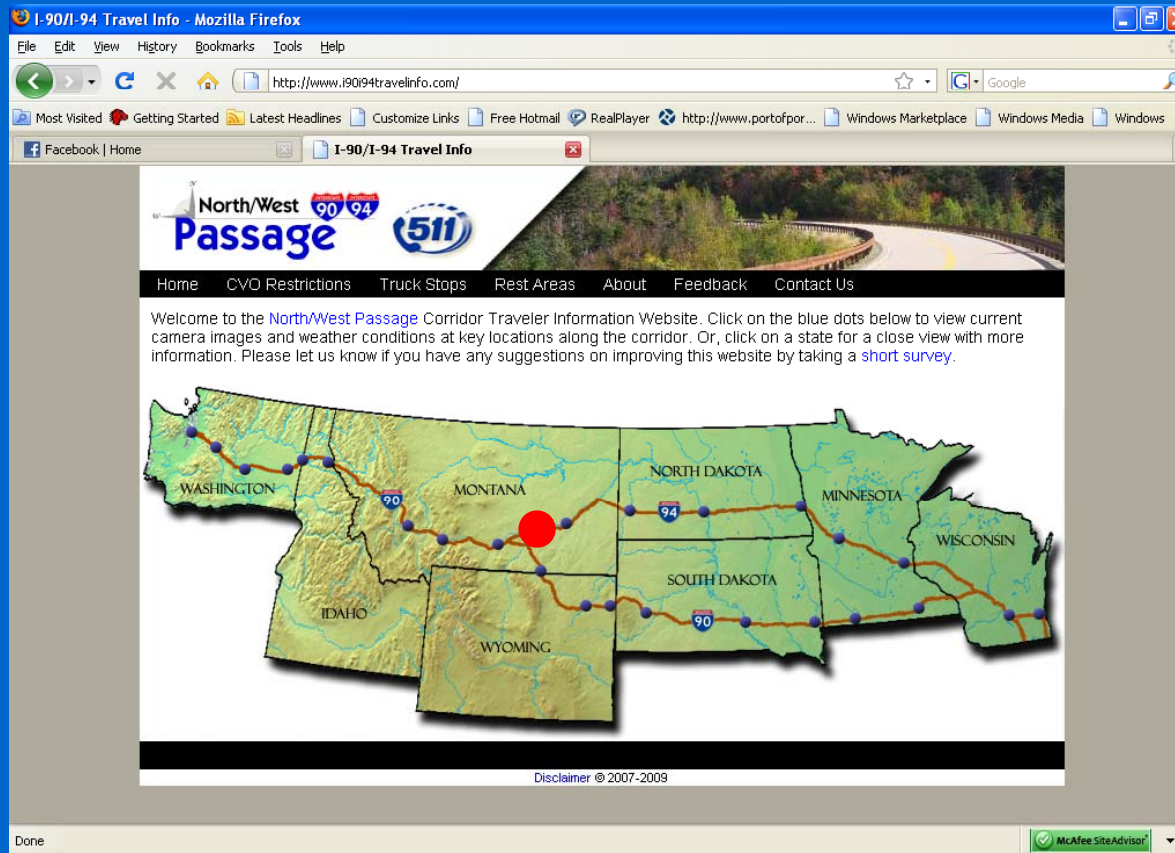 I-90/I-94 Travel Info - Mozilla Firefox
File Edit View History Bookmarks Tools Help
http://www.i90i94travelinfo.com/
G Google
Most Visited Getting Started Latest Headlines Customize Links Free Hotmail RealPlayer http://www.portofpor... Windows Marketplace Windows Media Windows
Facebook | Home I-90/I-94 Travel Info
North/West 90 94
Passage 511
Home CVO Restrictions Truck Stops Rest Areas About Feedback Contact Us
Welcome to the North/West Passage Corridor Traveler Information Website. Click on the blue dots below to view current
camera images and weather conditions at key locations along the corridor. Or, click on a state for a close view with more
information. Please let us know if you have any suggestions on improving this website by taking a short survey.
NORTH DAKOTA
WASHINGTON 90 MONTANA MINNESOTA
94
WISCONSIN
SOUTH DAKOTA
IDAHO 90
WYOMING
Disclaimer © 2007-2009
Done McAfee SiteAdvisor